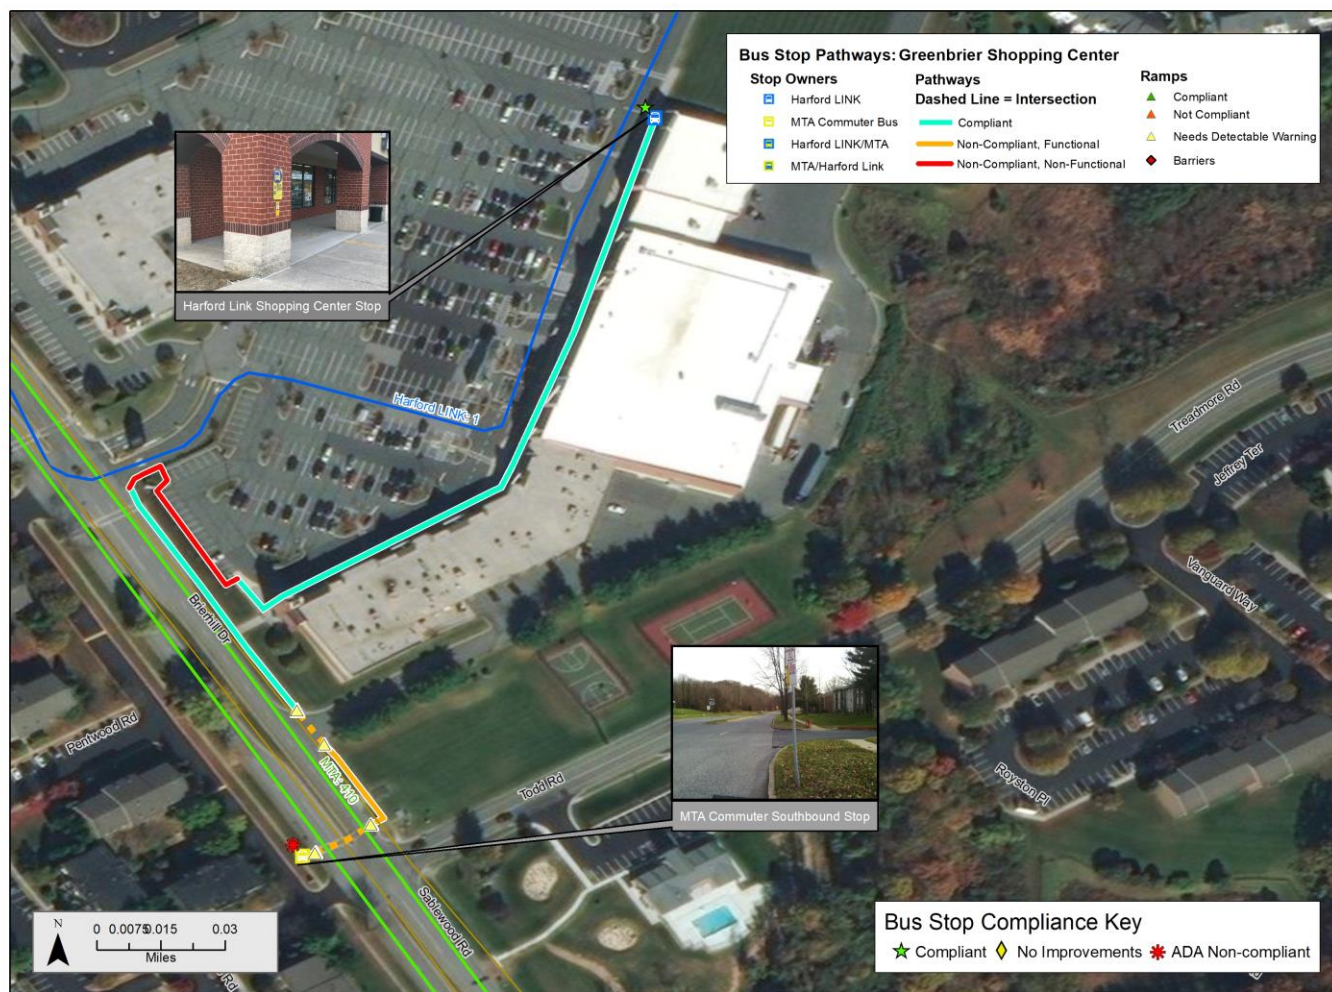 Bus Stop Pathways: Greenbrier Shopping Center
Stop Owners
Harford LINK
MTA Commuter Bus
Harford LINK/MTA
MTA/Harford Link
Pathways
Dashed Line = Intersection
Compliant
Non-Compliant, Functional
Non-Compliant, Non-Functional
Ramps
Compliant
Not Compliant
Needs Detectable Warning
Barriers
Harford Link Shopping Center Stop
Harford LINK: 1
Treadmore Rd
Jeffrey Ter
Vanguard Way
Brierhill Dr
Pentwood Rd
MTA: 410
Todd Rd
Royston Pl
MTA Commuter Southbound Stop
Sablewood Rd
N
0 0.0075 0.015 0.03
Miles
Rd
Bus Stop Compliance Key
Compliant
No Improvements
ADA Non-compliant